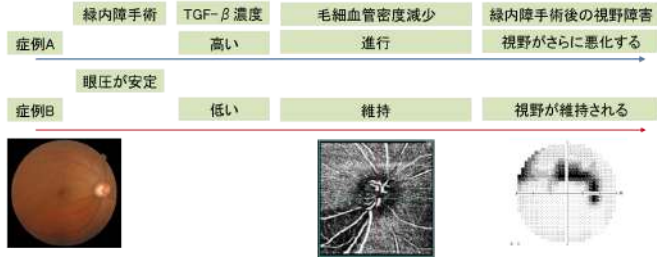 緑内障手術 TGF-β濃度 毛細血管密度減少 緑内障手術後の視野障害
症例A 高い 進行 視野がさらに悪化する
眼圧が安定
症例B 低い 維持 視野が維持される